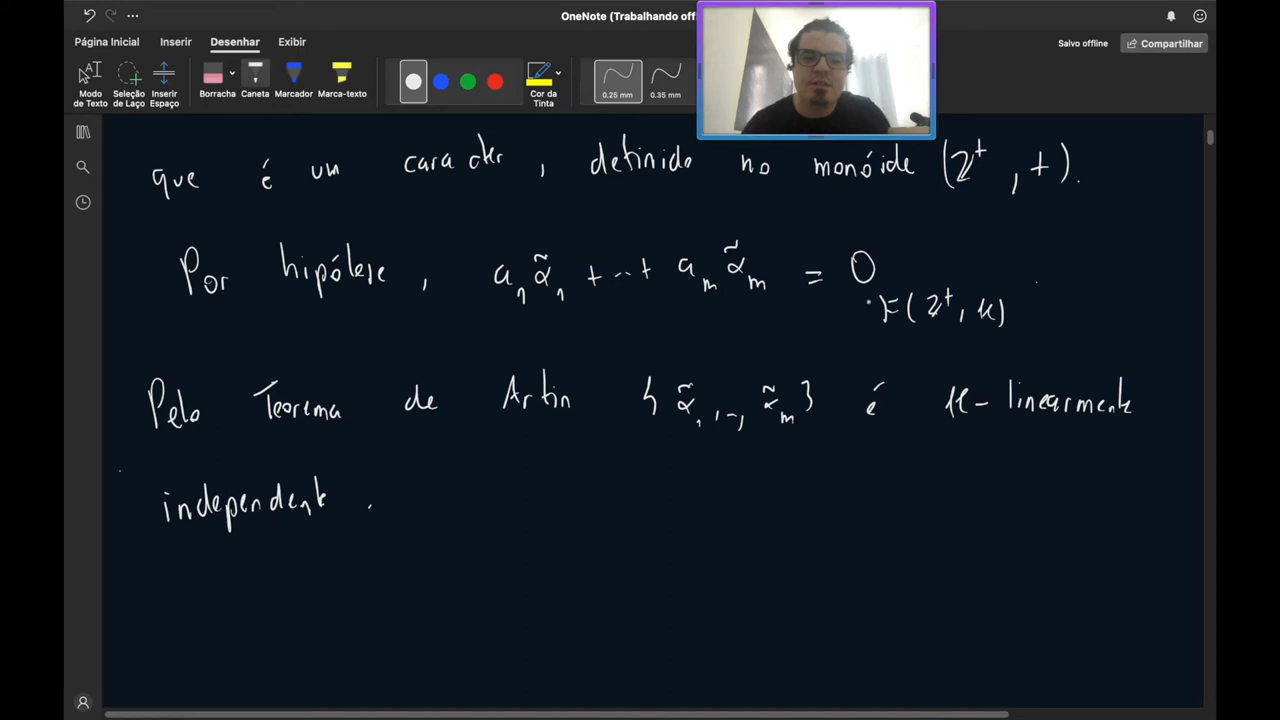 OneNote (Trabalhando off
Salvo offline
Compartilhar
Página Inicial Inserir Desenhar Exibir
Modo de Texto
Seleção de Laço
Inserir Espaço
Borracha
Caneta
Marcador
Marca-texto
Cor da Tinta
0.25 mm
0.35 mm
que é um caracter, definido no monóide (ℤ⁺, +).
Por hipótese, a₁α̃₁ + ... + aₘα̃ₘ = 0_F(ℤ⁺, K)
Pelo Teorema de Artin {α̃₁, ..., α̃ₘ} é K-linearmente
independente.